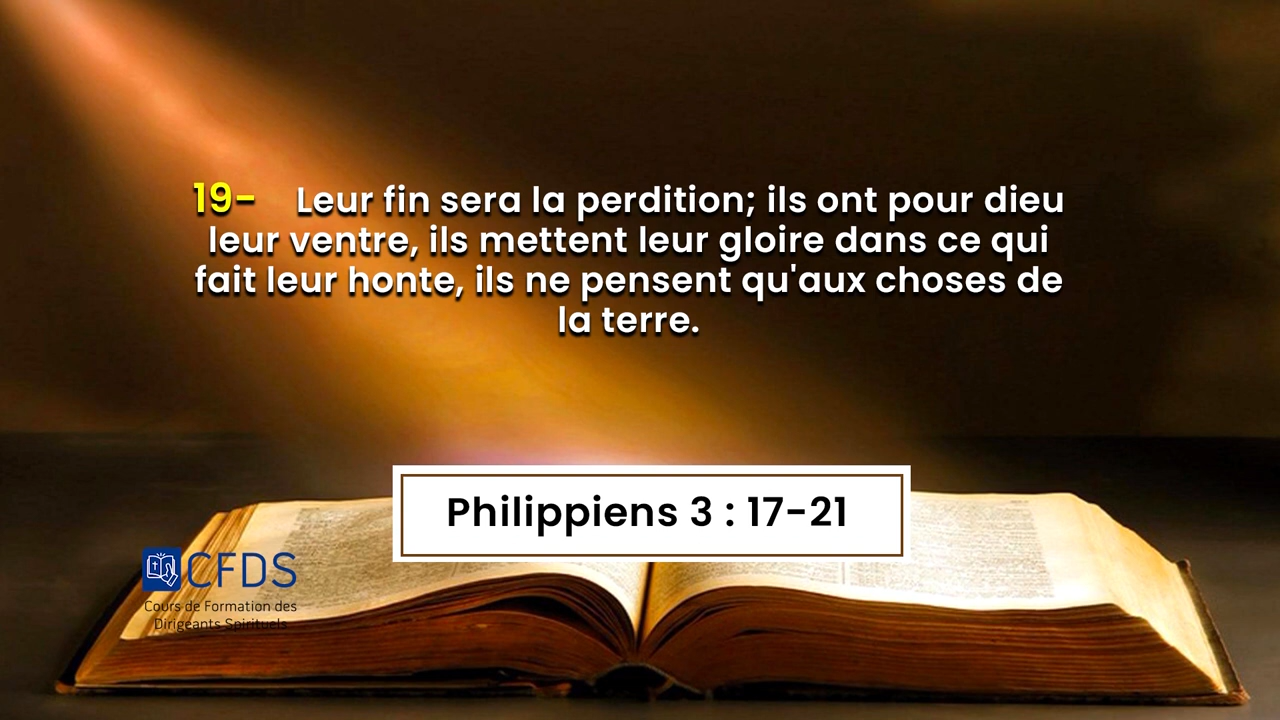 19- Leur fin sera la perdition; ils ont pour dieu
leur ventre, ils mettent leur gloire dans ce qui
fait leur honte, ils ne pensent qu'aux choses de
la terre.
Philippiens 3 : 17-21
CFDS
Cours de Formation des
Dirigeants Spirituels